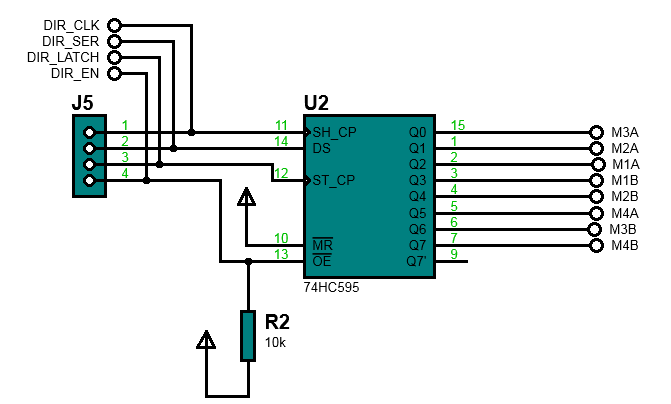 DIR_CLK
DIR_SER
DIR_LATCH
DIR_EN
J5
U2
1 11 SH_CP Q0 15 M3A
2 14 DS Q1 1 M2A
3 Q2 2 M1A
4 12 ST_CP Q3 3 M1B
Q4 4 M2B
Q5 5 M4A
Q6 6 M3B
10 MR Q7 7 M4B
13 OE Q7' 9
74HC595
R2
10k